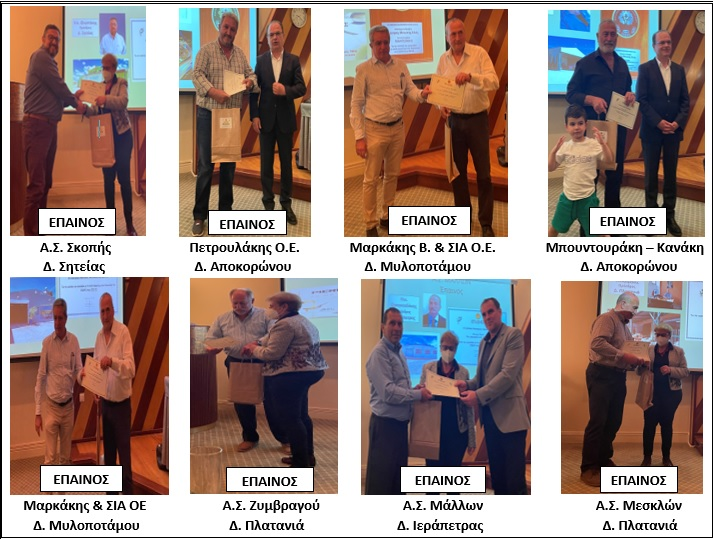 ΕΠΑΙΝΟΣ
Α.Σ. Σκοπής
Δ. Σητείας
ΕΠΑΙΝΟΣ
Πετρουλάκης Ο.Ε.
Δ. Αποκορώνου
ΕΠΑΙΝΟΣ
Μαρκάκης Β. & ΣΙΑ Ο.Ε.
Δ. Μυλοποτάμου
ΕΠΑΙΝΟΣ
Μπουντουράκη – Κανάκη
Δ. Αποκορώνου
ΕΠΑΙΝΟΣ
Μαρκάκης & ΣΙΑ ΟΕ
Δ. Μυλοποτάμου
ΕΠΑΙΝΟΣ
Α.Σ. Ζυμβραγού
Δ. Πλατανιά
ΕΠΑΙΝΟΣ
Α.Σ. Μάλλων
Δ. Ιεράπετρας
ΕΠΑΙΝΟΣ
Α.Σ. Μεσκλών
Δ. Πλατανιά